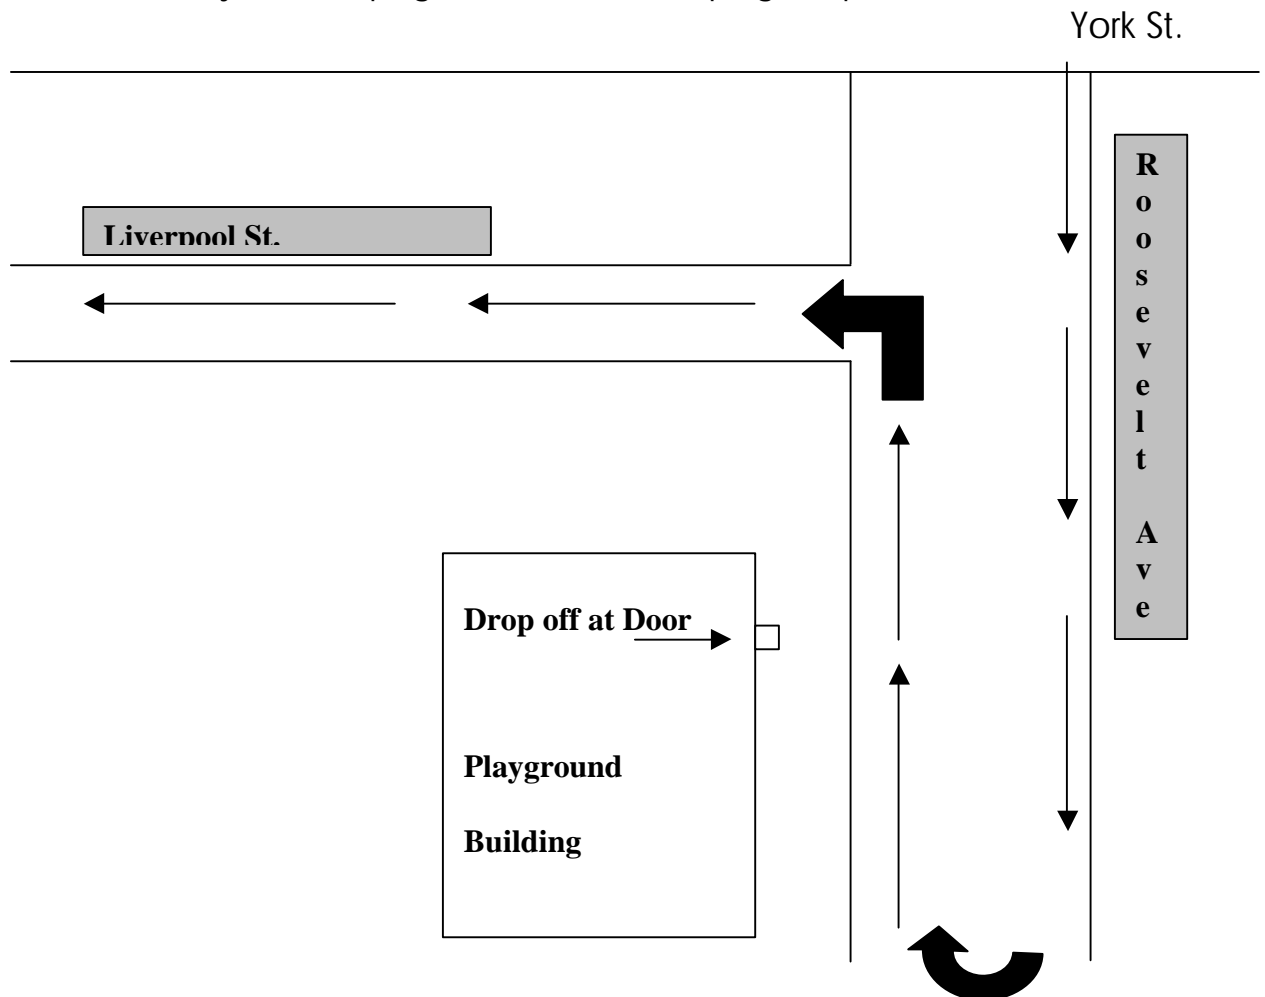 York St.
Liverpool St.
R
o
o
s
e
v
e
l
t
A
v
e
Drop off at Door
Playground
Building